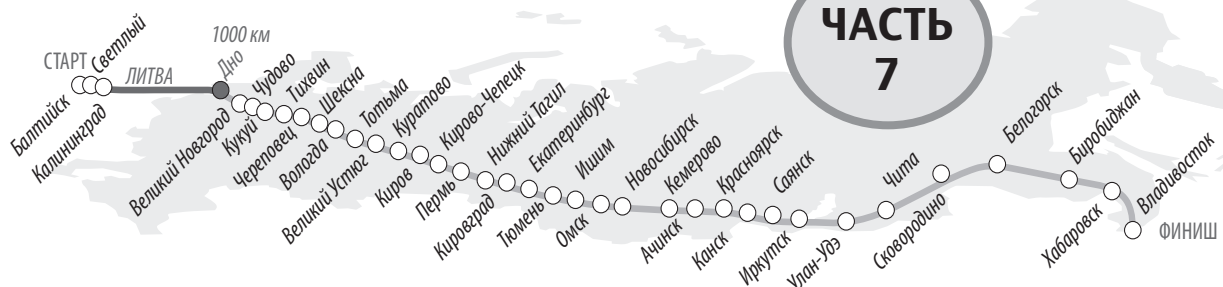 ЧАСТЬ
7
1000 км
СТАРТ
Светлый
ЛИТВА
Дно
Балтийск
Калининград
Великий Новгород
Чудово
Кукуй
Тихвин
Череповец
Шексна
Вологда
Тотьма
Великий Устюг
Куратово
Киров
Кирово-Чепецк
Пермь
Нижний Тагил
Кировград
Екатеринбург
Тюмень
Ишим
Омск
Новосибирск
Ачинск
Кемерово
Канск
Красноярск
Иркутск
Саянск
Улан-Удэ
Чита
Сковородино
Белогорск
Биробиджан
Хабаровск
Владивосток
ФИНИШ